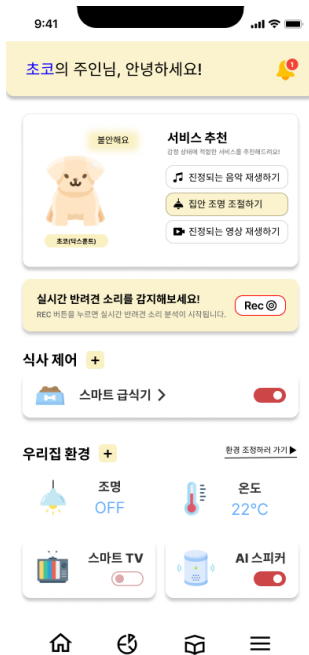 9:41
초코의 주인님, 안녕하세요!
1
불안해요
서비스 추천
감정 상태에 적합한 서비스를 추천해드려요!
진정되는 음악 재생하기
집안 조명 조절하기
진정되는 영상 재생하기
초코(닥스훈트)
실시간 반려견 소리를 감지해보세요!
REC 버튼을 누르면 실시간 반려견 소리 분석이 시작됩니다.
Rec
식사 제어 +
스마트 급식기 >
우리집 환경 +
환경 조정하러 가기▶
조명
OFF
온도
22°C
스마트 TV
AI 스피커